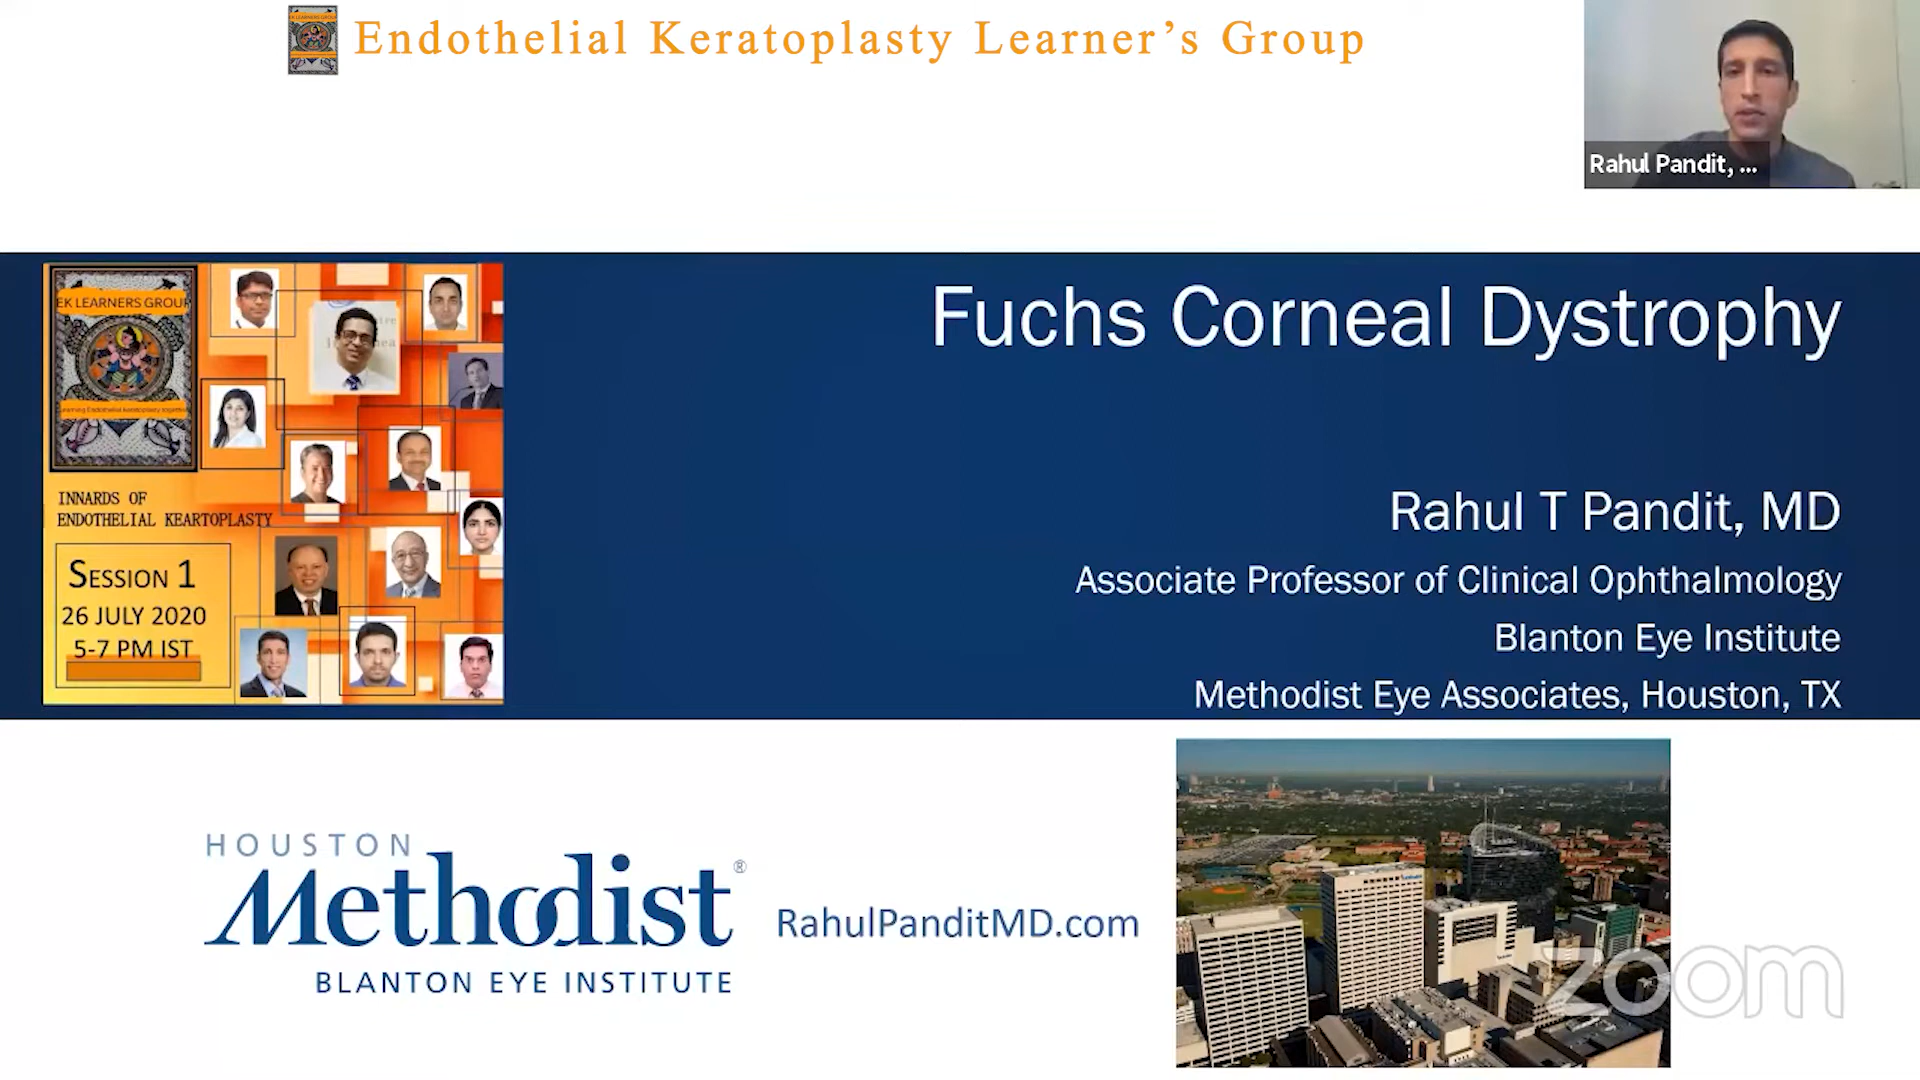 Endothelial Keratoplasty Learner’s Group
Rahul Pandit, ...
EK LEARNERS GROUP
INNARDS OF
ENDOTHELIAL KEARTOPLASTY
SESSION 1
26 JULY 2020
5-7 PM IST
Fuchs Corneal Dystrophy
Rahul T Pandit, MD
Associate Professor of Clinical Ophthalmology
Blanton Eye Institute
Methodist Eye Associates, Houston, TX
HOUSTON
Methodist®
BLANTON EYE INSTITUTE
RahulPanditMD.com
zoom